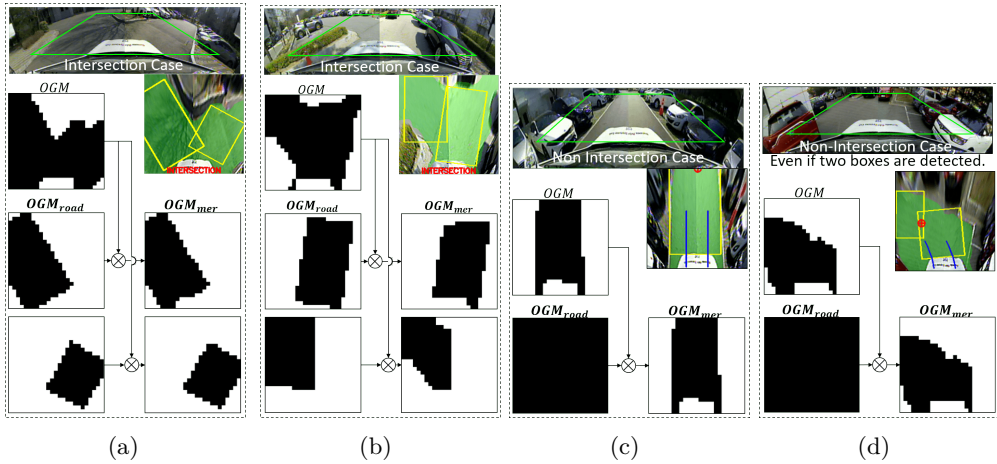 Intersection Case
OGM
INTERSECTION
OGM_road
OGM_mer
(a)
Intersection Case
OGM
INTERSECTION
OGM_road
OGM_mer
(b)
Non Intersection Case
OGM
OGM_road
OGM_mer
(c)
Non-Intersection Case,
Even if two boxes are detected.
OGM
OGM_road
OGM_mer
(d)